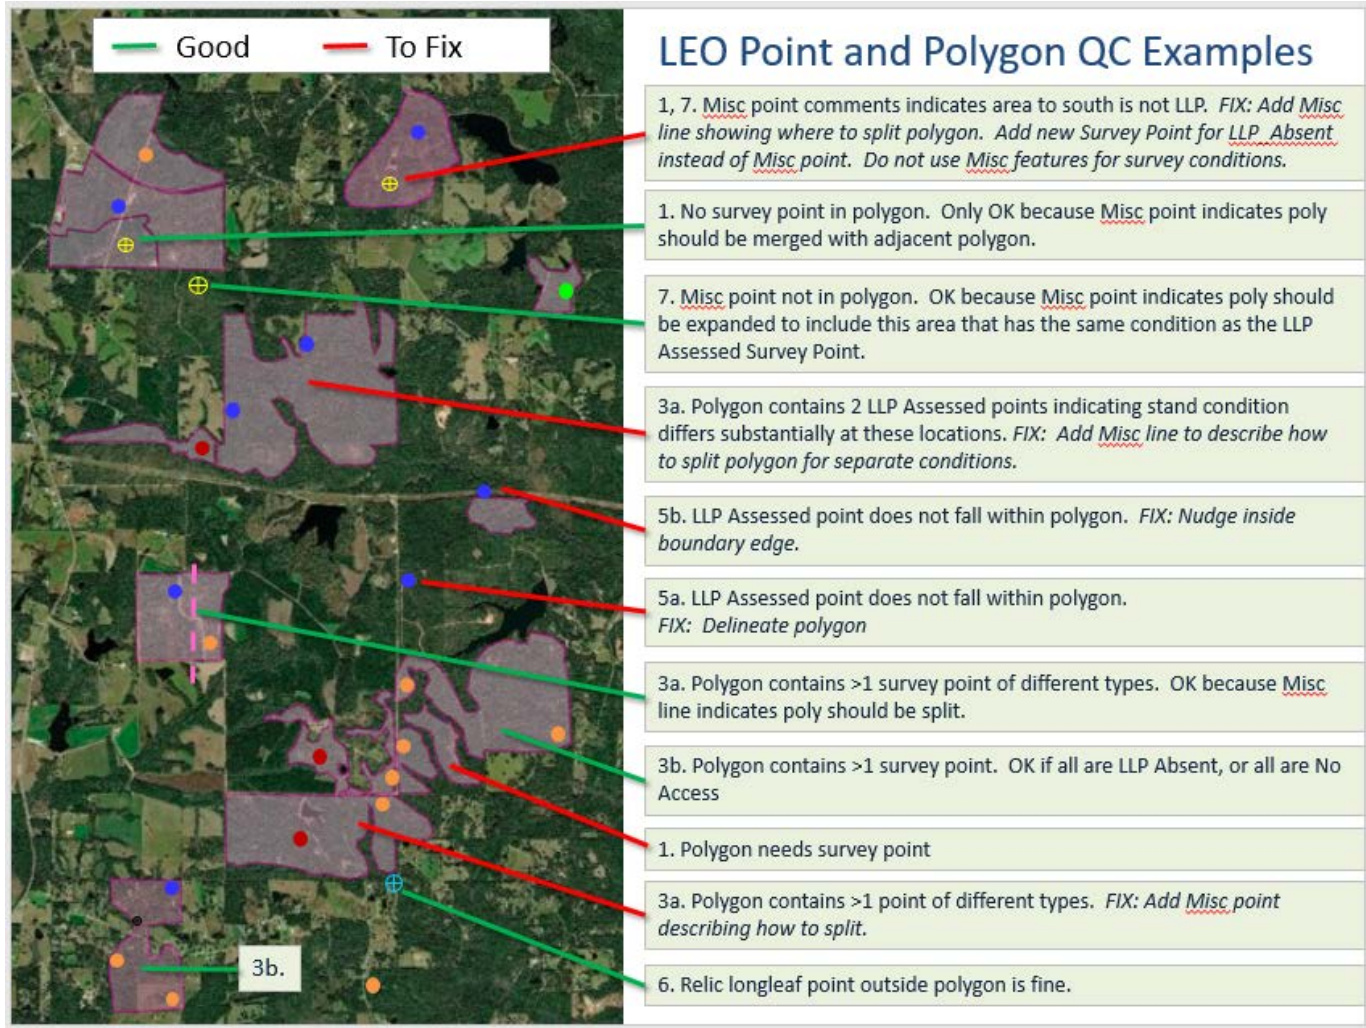 Good
To Fix
LEO Point and Polygon QC Examples
1, 7. Misc point comments indicates area to south is not LLP. FIX: Add Misc
line showing where to split polygon. Add new Survey Point for LLP_Absent
instead of Misc point. Do not use Misc features for survey conditions.
1. No survey point in polygon. Only OK because Misc point indicates poly
should be merged with adjacent polygon.
7. Misc point not in polygon. OK because Misc point indicates poly should
be expanded to include this area that has the same condition as the LLP
Assessed Survey Point.
3a. Polygon contains 2 LLP Assessed points indicating stand condition
differs substantially at these locations. FIX: Add Misc line to describe how
to split polygon for separate conditions.
5b. LLP Assessed point does not fall within polygon. FIX: Nudge inside
boundary edge.
5a. LLP Assessed point does not fall within polygon.
FIX: Delineate polygon
3a. Polygon contains >1 survey point of different types. OK because Misc
line indicates poly should be split.
3b. Polygon contains >1 survey point. OK if all are LLP Absent, or all are No
Access
1. Polygon needs survey point
3a. Polygon contains >1 point of different types. FIX: Add Misc point
describing how to split.
6. Relic longleaf point outside polygon is fine.
3b.